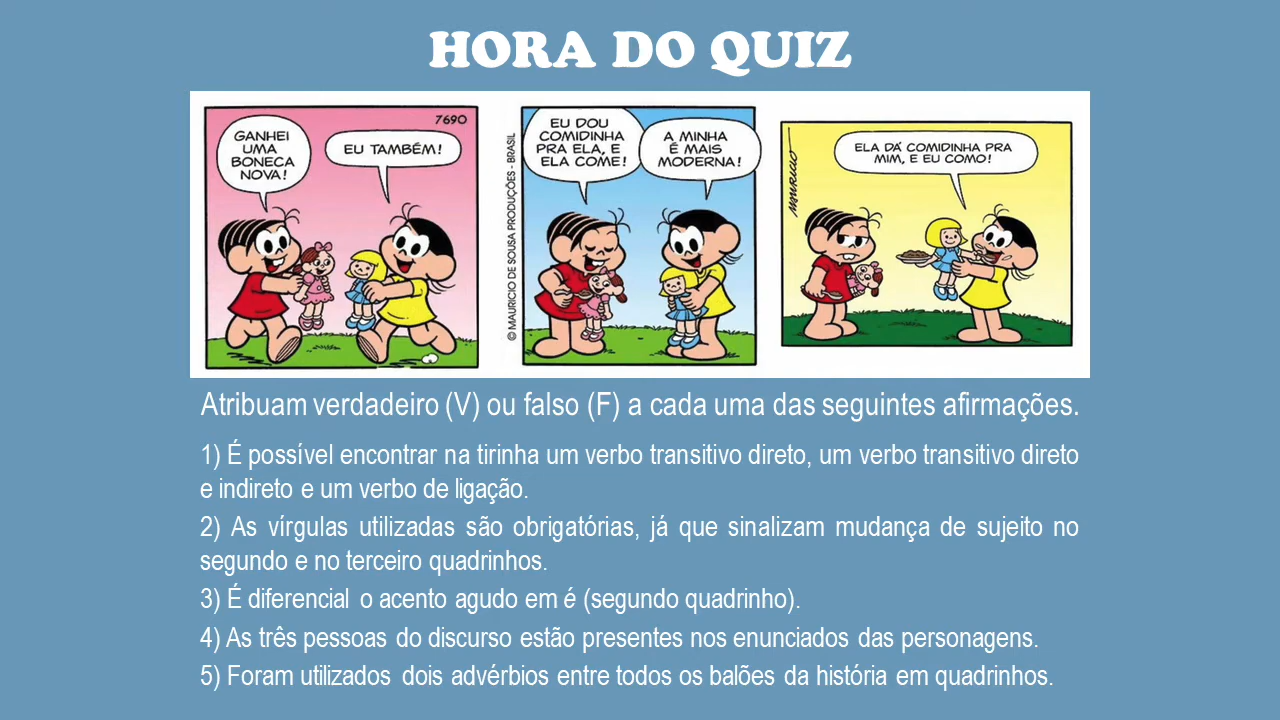 HORA DO QUIZ
GANHEI
UMA
BONECA
NOVA!
7690
EU TAMBÉM!
© MAURICIO DE SOUSA PRODUÇÕES - BRASIL
EU DOU
COMIDINHA
PRA ELA, E
ELA COME!
A MINHA
É MAIS
MODERNA!
MAURICIO
ELA DÁ COMIDINHA PRA
MIM, E EU COMO!
Atribuam verdadeiro (V) ou falso (F) a cada uma das seguintes afirmações.
1) É possível encontrar na tirinha um verbo transitivo direto, um verbo transitivo direto
e indireto e um verbo de ligação.
2) As vírgulas utilizadas são obrigatórias, já que sinalizam mudança de sujeito no
segundo e no terceiro quadrinhos.
3) É diferencial o acento agudo em é (segundo quadrinho).
4) As três pessoas do discurso estão presentes nos enunciados das personagens.
5) Foram utilizados dois advérbios entre todos os balões da história em quadrinhos.